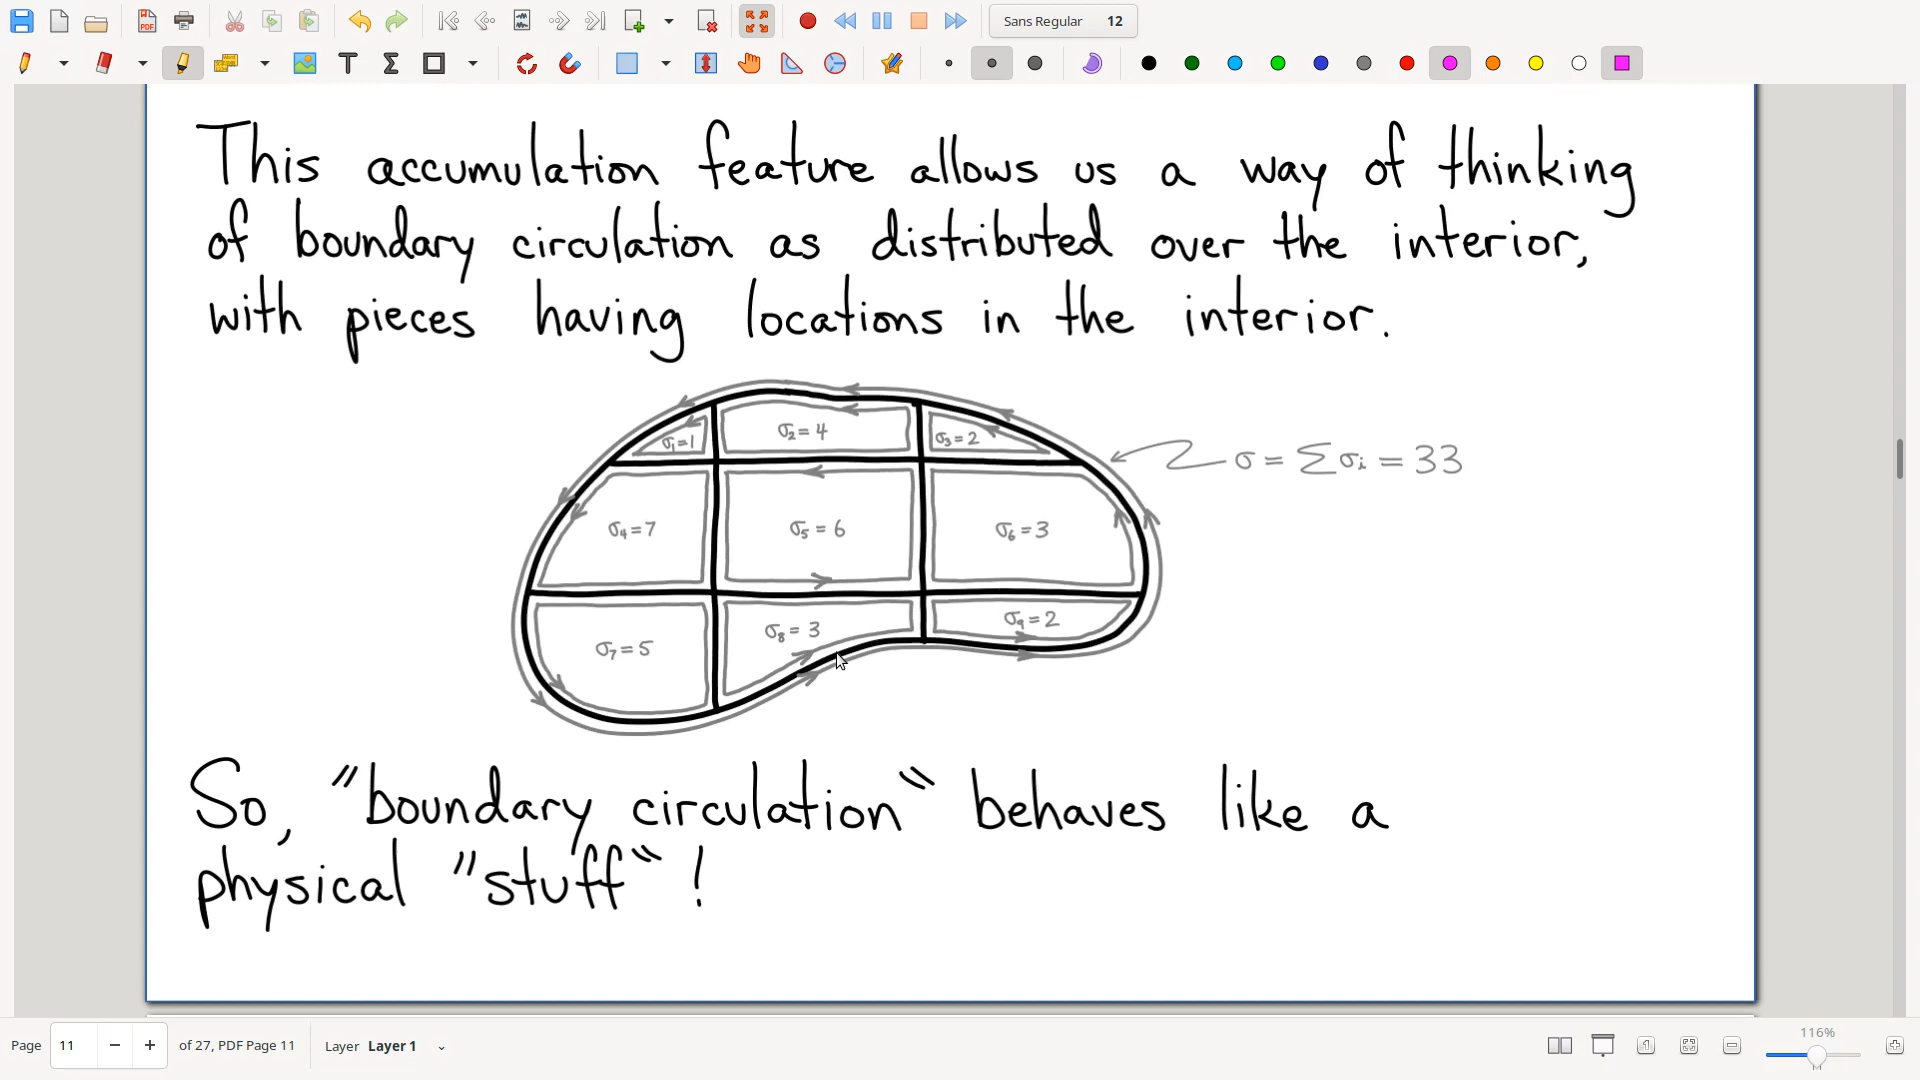 Sans Regular 12
This accumulation feature allows us a way of thinking
of boundary circulation as distributed over the interior,
with pieces having locations in the interior.
σ₁=1
σ₂= 4
σ₃=2
σ = Σσᵢ = 33
σ₄=7
σ₅ = 6
σ₆ = 3
σ₇=5
σ₈= 3
σ₉=2
So, "boundary circulation" behaves like a
physical "stuff"!
Page 11 of 27, PDF Page 11 Layer Layer 1
116%